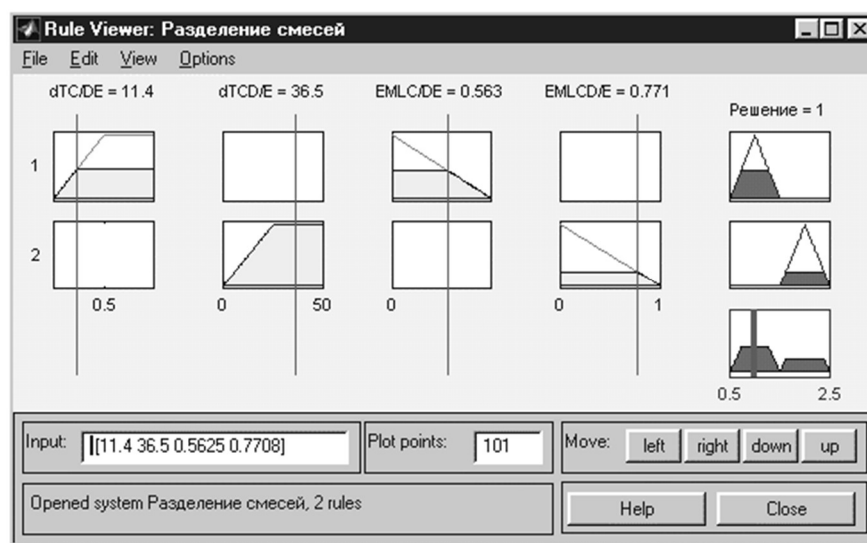 Rule Viewer: Разделение смесей
File Edit View Options
dTC/DE = 11.4 dTCD/E = 36.5 EMLC/DE = 0.563 EMLCD/E = 0.771
Решение = 1
1
2
0.5 0 50 0 0 1
0.5 2.5
Input: [11.4 36.5 0.5625 0.7708] Plot points: 101 Move: left right down up
Opened system Разделение смесей, 2 rules Help Close